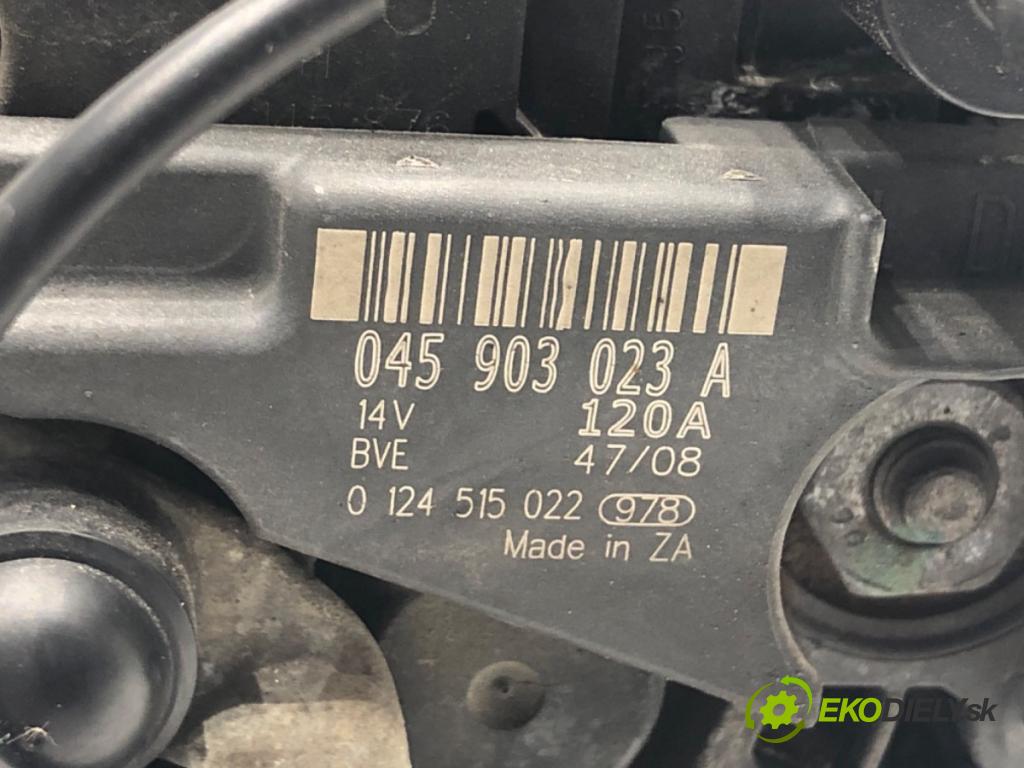 045 903 023 A
14V 120A
BVE 47/08
0 124 515 022 978
Made in ZA
EKODIELY.sk